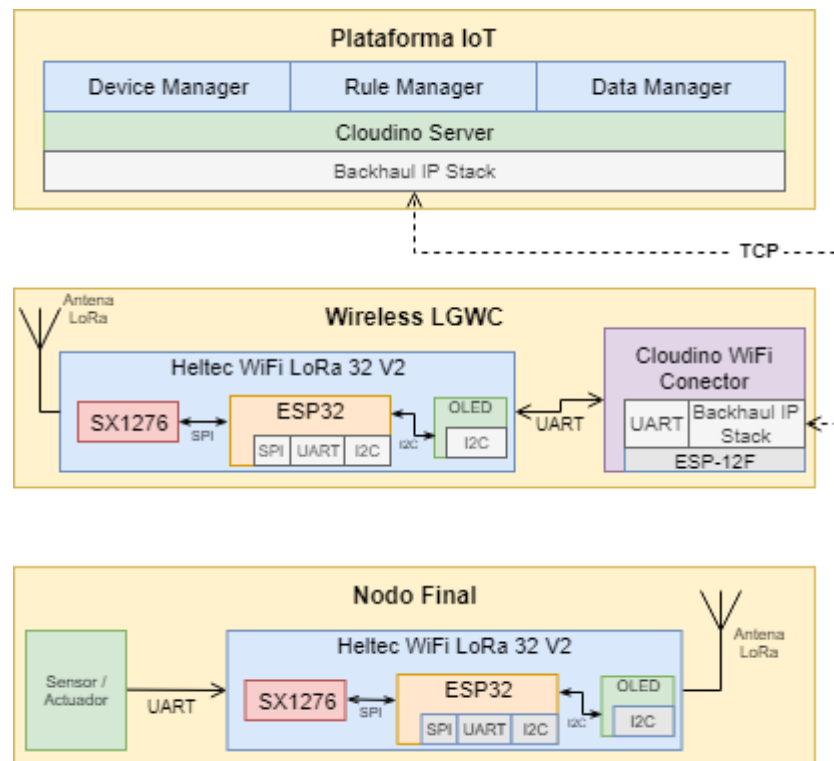 Plataforma IoT
Device Manager
Rule Manager
Data Manager
Cloudino Server
Backhaul IP Stack
TCP
Antena
LoRa
Wireless LGWC
Heltec WiFi LoRa 32 V2
SX1276
SPI
ESP32
SPI
UART
I2C
I2C
OLED
I2C
UART
Cloudino WiFi
Conector
UART
Backhaul IP
Stack
ESP-12F
Nodo Final
Sensor /
Actuador
UART
Heltec WiFi LoRa 32 V2
SX1276
SPI
ESP32
SPI
UART
I2C
I2C
OLED
I2C
Antena
LoRa